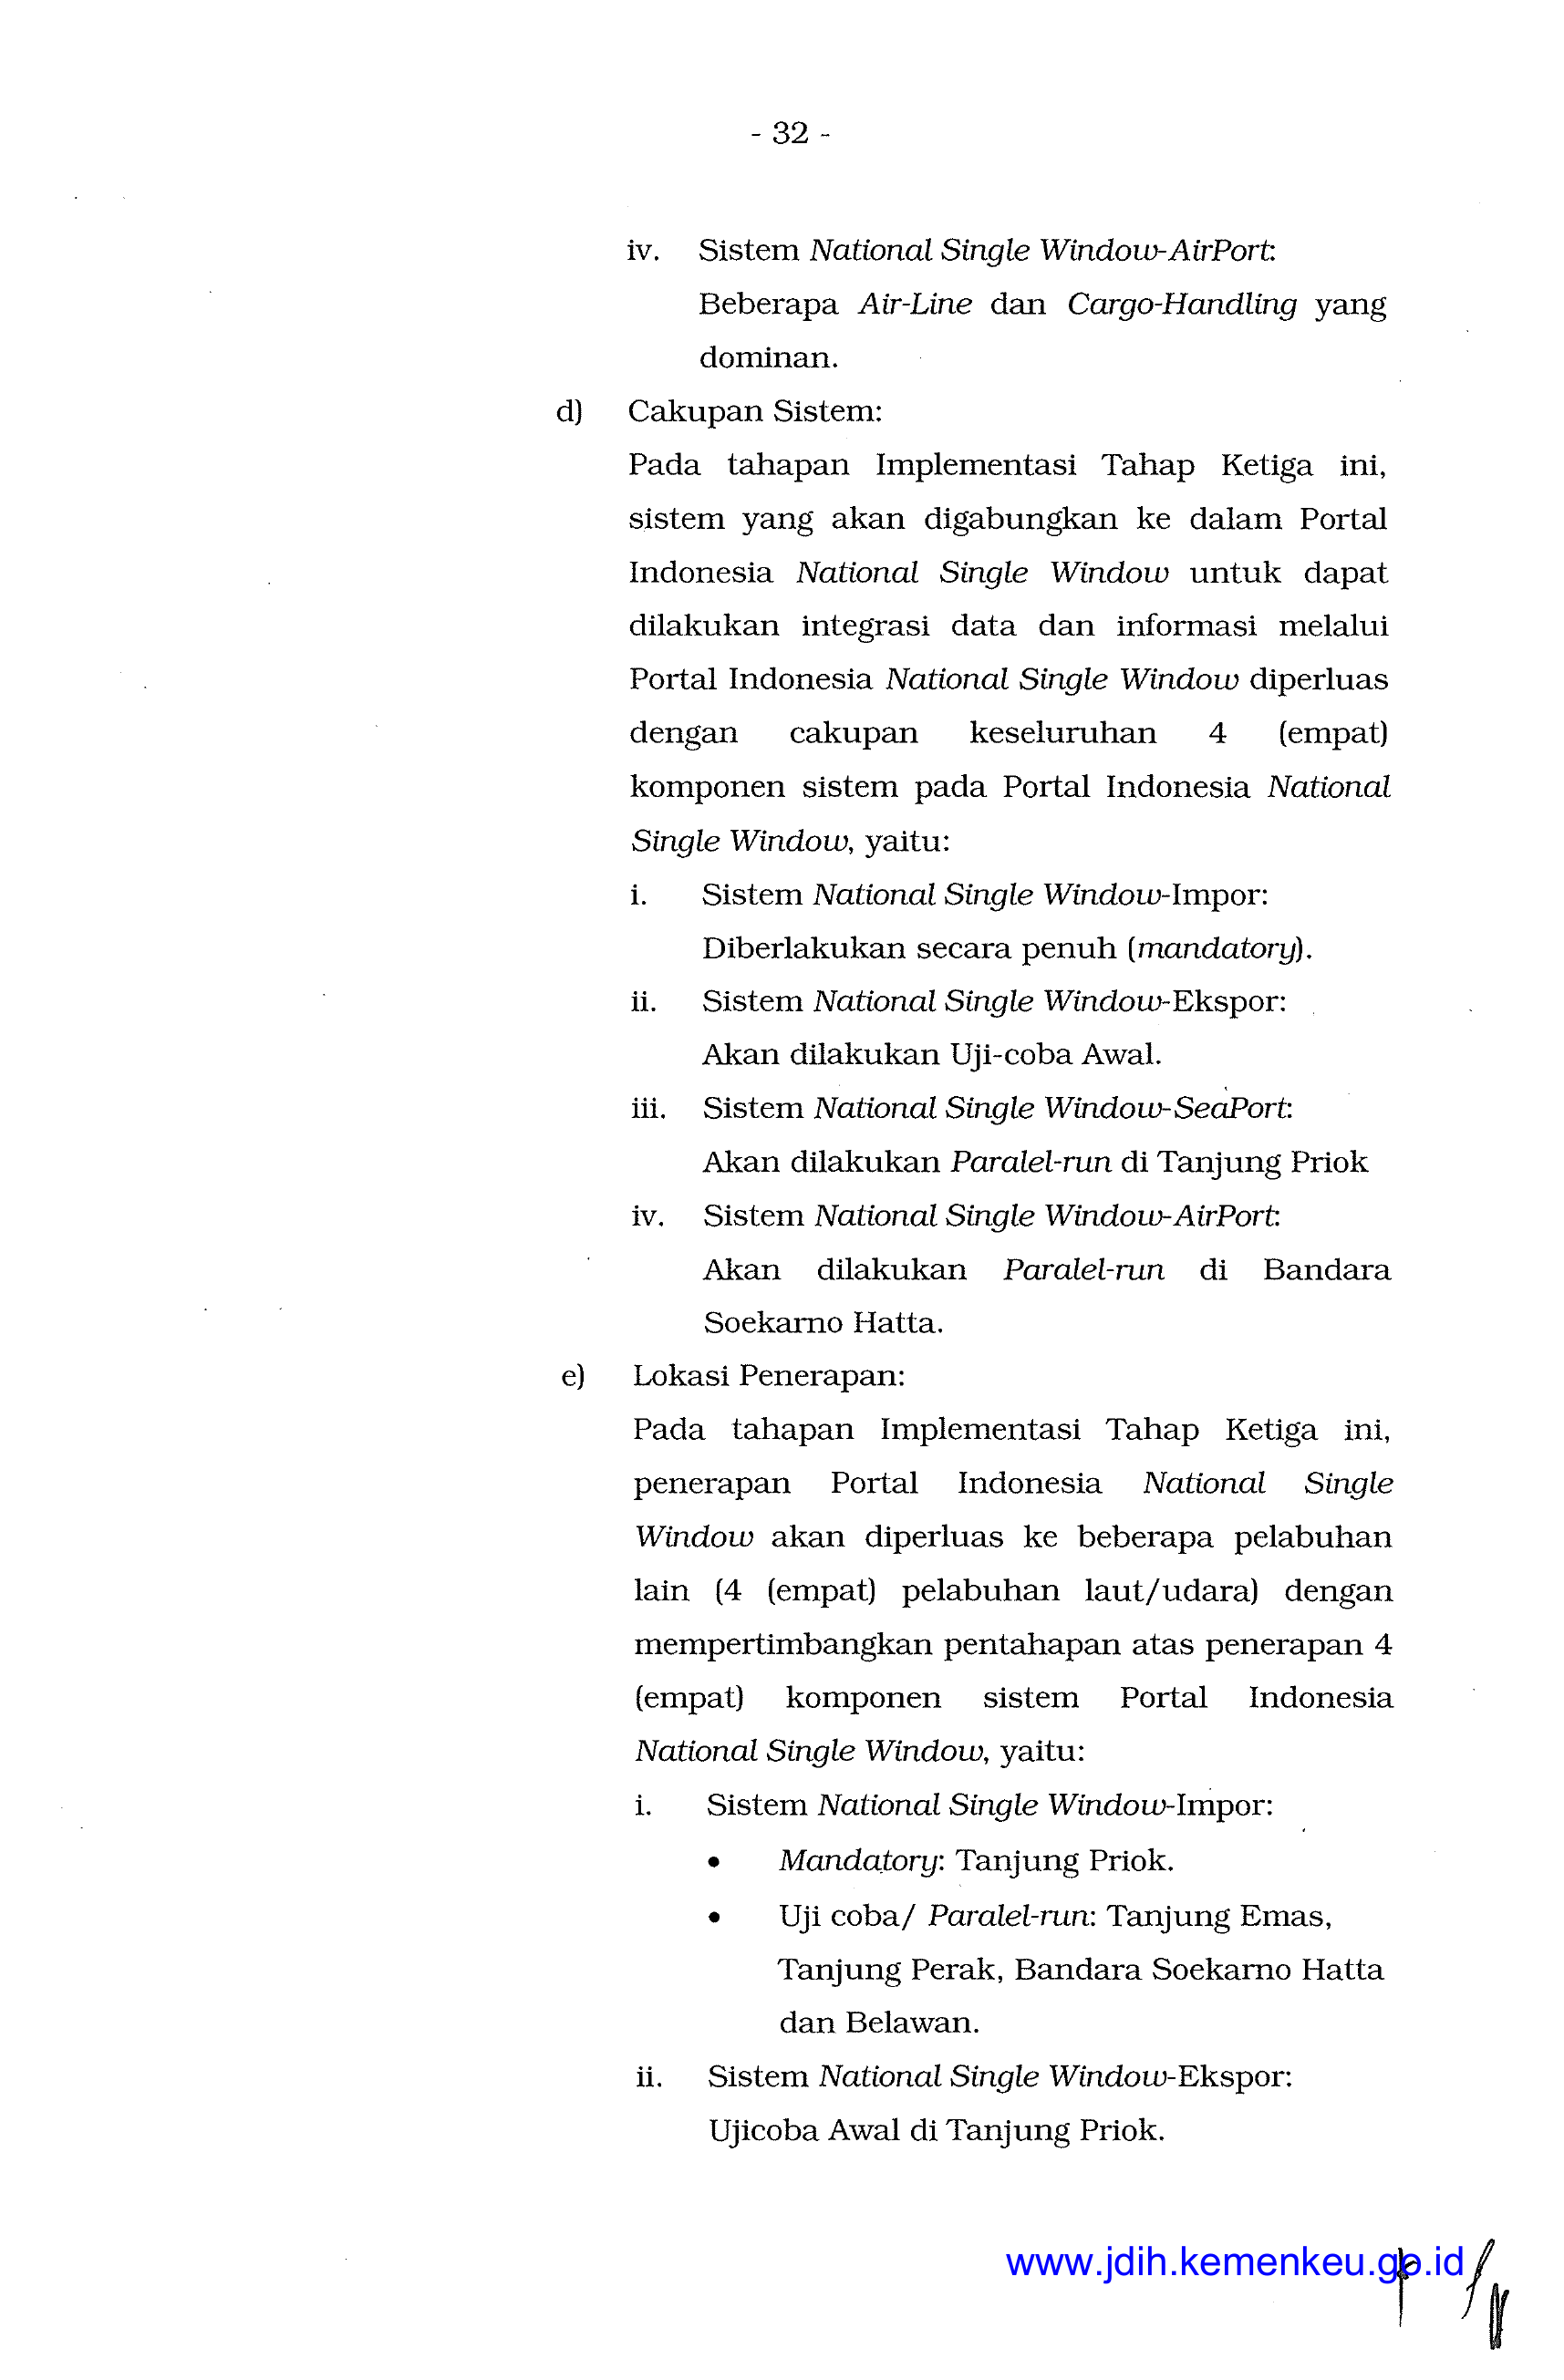 - 32 -
iv. Sistem National Single Window-AirPort:
Beberapa Air-Line dan Cargo-Handling yang
dominan.
d) Cakupan Sistem:
Pada tahapan Implementasi Tahap Ketiga ini,
sistem yang akan digabungkan ke dalam Portal
Indonesia National Single Window untuk dapat
dilakukan integrasi data dan informasi melalui
Portal Indonesia National Single Window diperluas
dengan cakupan keseluruhan 4 (empat)
komponen sistem pada Portal Indonesia National
Single Window, yaitu:
i. Sistem National Single Window-Impor:
Diberlakukan secara penuh (mandatory).
ii. Sistem National Single Window-Ekspor:
Akan dilakukan Uji-coba Awal.
iii. Sistem National Single Window-SeaPort:
Akan dilakukan Paralel-run di Tanjung Priok
iv. Sistem National Single Window-AirPort:
Akan dilakukan Paralel-run di Bandara
Soekarno Hatta.
e) Lokasi Penerapan:
Pada tahapan Implementasi Tahap Ketiga ini,
penerapan Portal Indonesia National Single
Window akan diperluas ke beberapa pelabuhan
lain (4 (empat) pelabuhan laut/udara) dengan
mempertimbangkan pentahapan atas penerapan 4
(empat) komponen sistem Portal Indonesia
National Single Window, yaitu:
i. Sistem National Single Window-Impor:
• Mandatory: Tanjung Priok.
• Uji coba/ Paralel-run: Tanjung Emas,
Tanjung Perak, Bandara Soekarno Hatta
dan Belawan.
ii. Sistem National Single Window-Ekspor:
Ujicoba Awal di Tanjung Priok.
www.jdih.kemenkeu.go.id